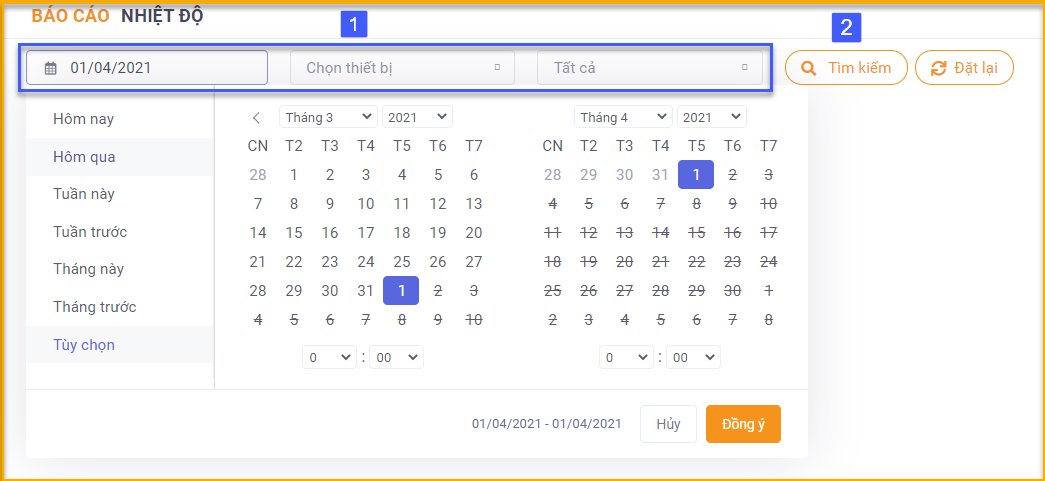 BÁO CÁO NHIỆT ĐỘ
1
2
01/04/2021 Chọn thiết bị Tất cả Tìm kiếm Đặt lại
Hôm nay
Hôm qua
Tuần này
Tuần trước
Tháng này
Tháng trước
Tùy chọn
Tháng 3 2021
CN T2 T3 T4 T5 T6 T7
28 1 2 3 4 5 6
7 8 9 10 11 12 13
14 15 16 17 18 19 20
21 22 23 24 25 26 27
28 29 30 31 1 2 3
4 5 6 7 8 9 10
0 : 00
Tháng 4 2021
CN T2 T3 T4 T5 T6 T7
28 29 30 31 1 2 3
4 5 6 7 8 9 10
11 12 13 14 15 16 17
18 19 20 21 22 23 24
25 26 27 28 29 30 1
2 3 4 5 6 7 8
0 : 00
01/04/2021 - 01/04/2021 Hủy Đồng ý